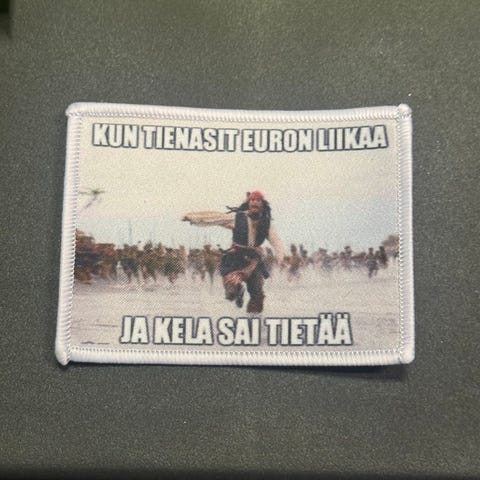 KUN TIENASIT EURON LIIKAA
JA KELA SAI TIETÄÄ